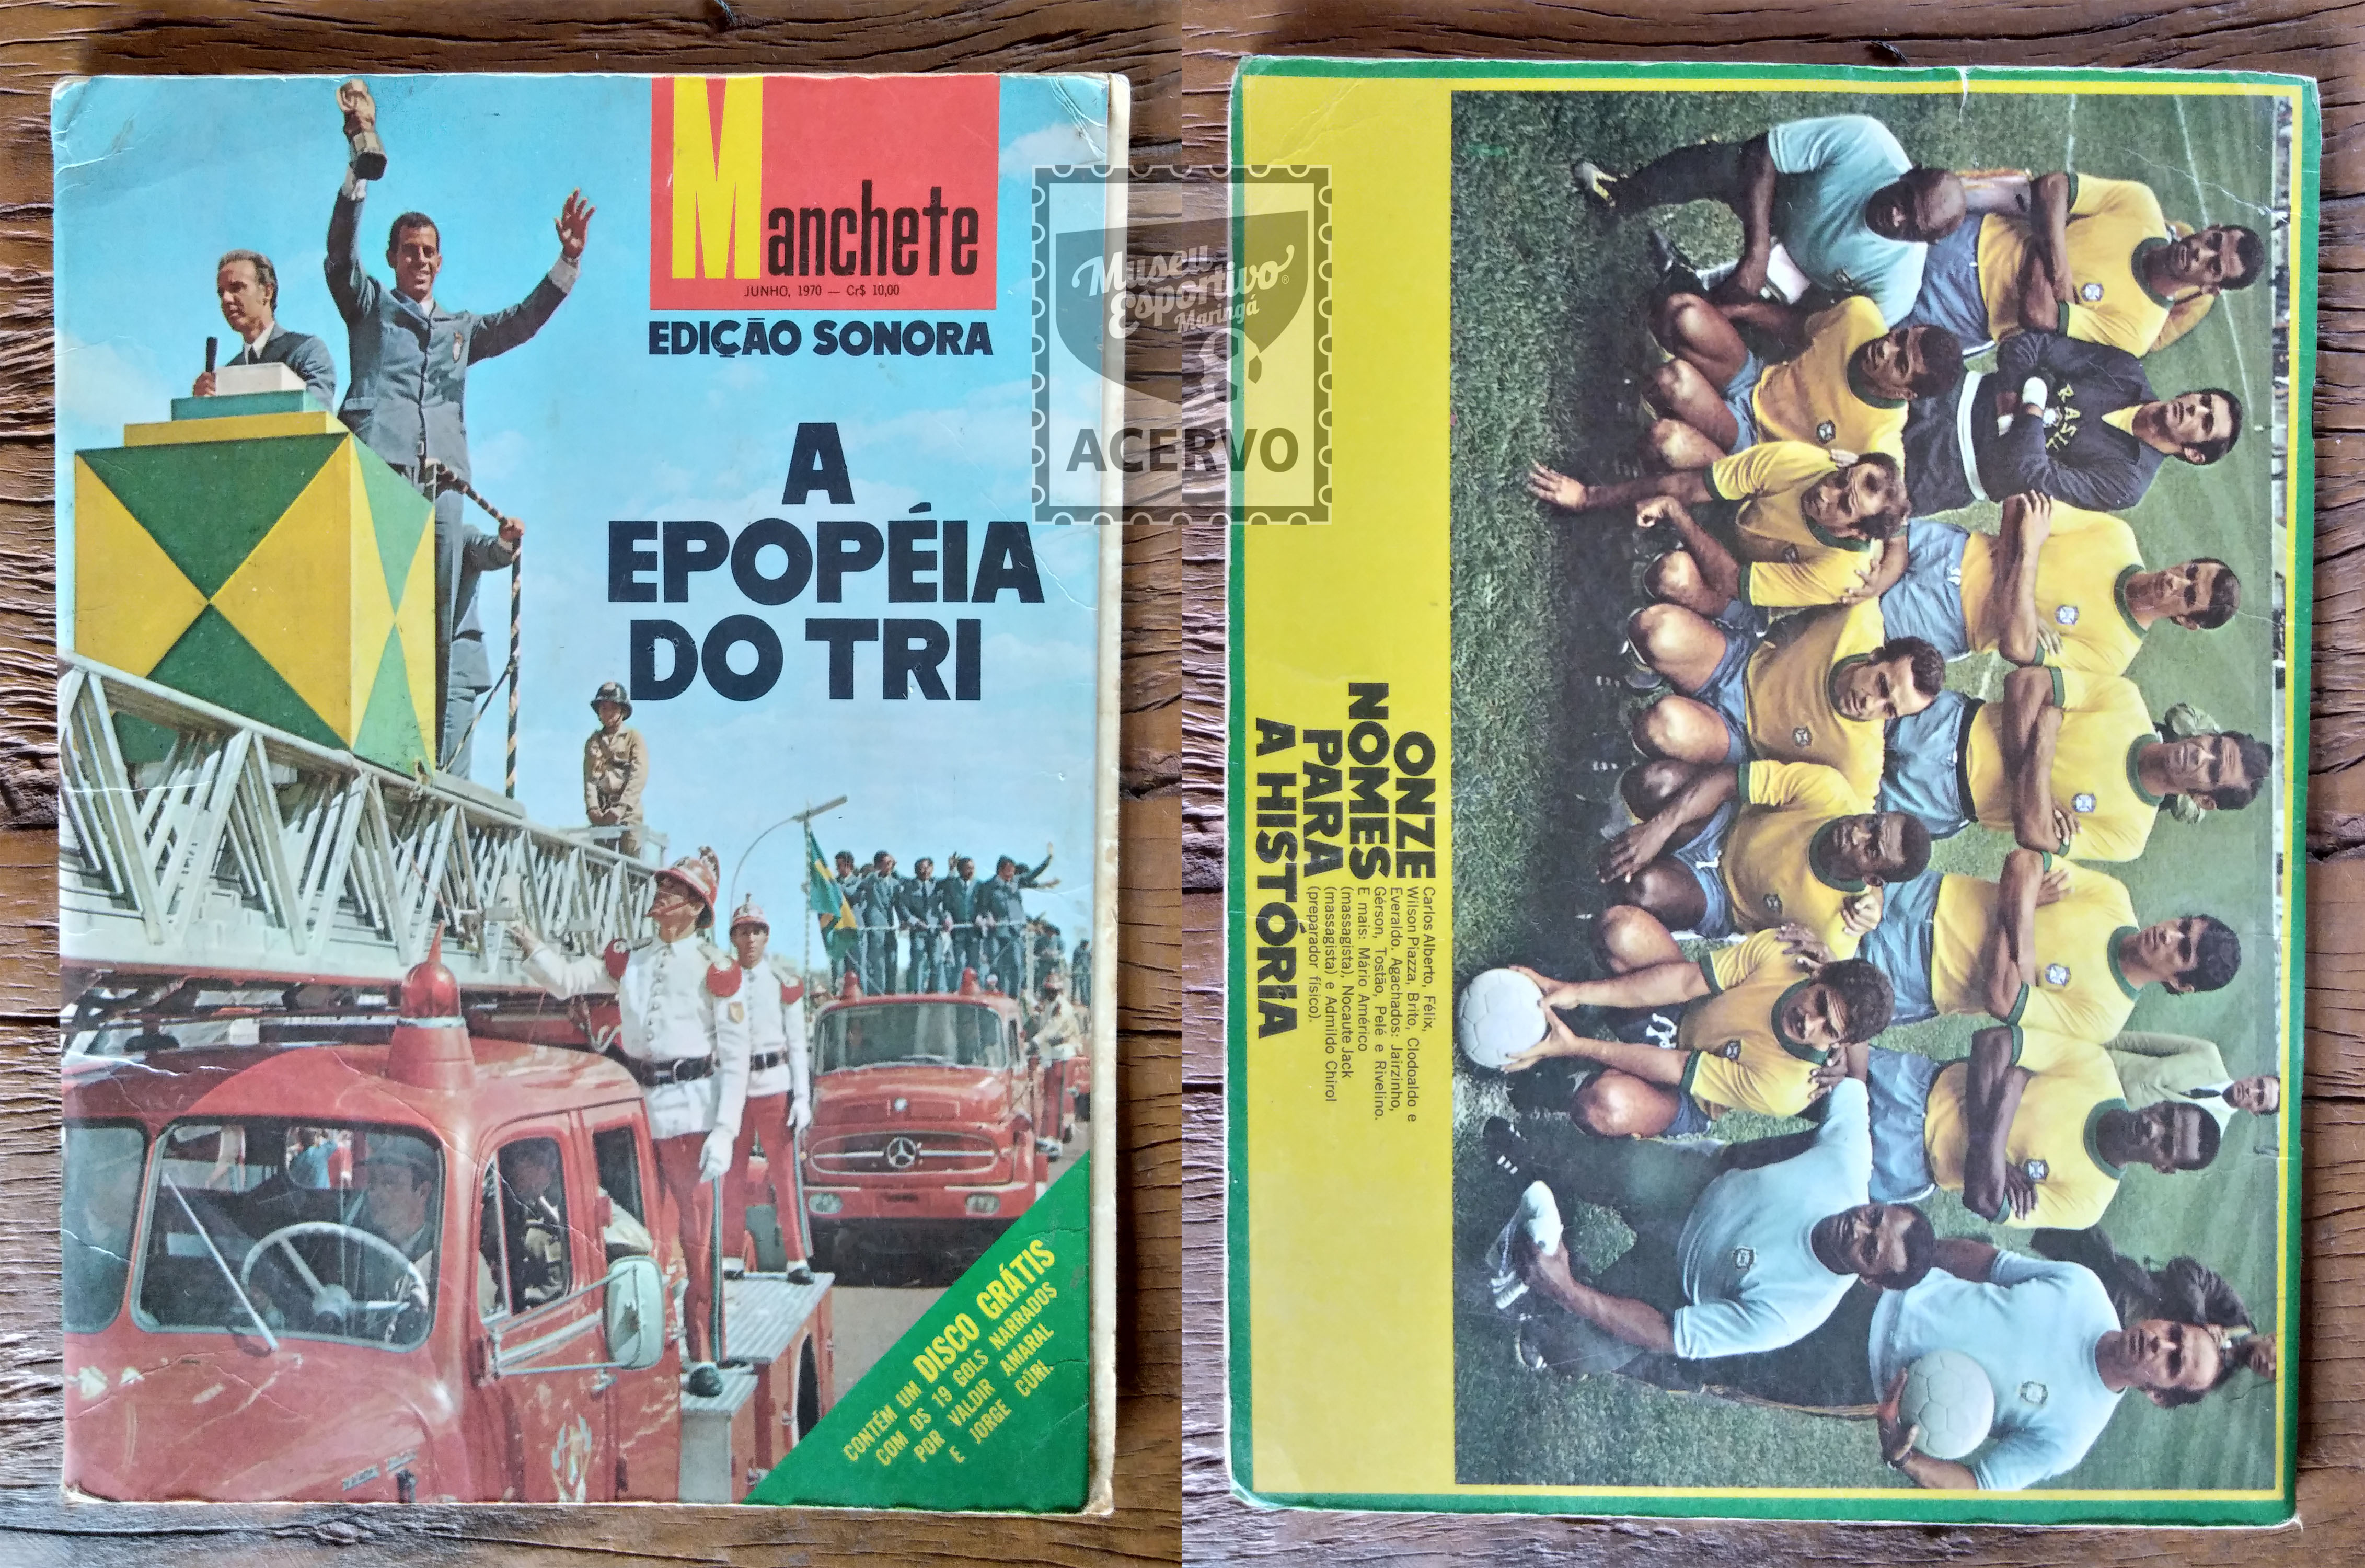 Manchete
JUNHO, 1970 — Cr$ 10,00
EDIÇÃO SONORA
A
EPOPÉIA
DO TRI
CONTÉM UM DISCO GRÁTIS
COM OS 19 GOLS NARRADOS
POR VALDIR AMARAL
E JORGE CÚRI.
Museu
Esportivo
Maringá
ACERVO
ONZE
NOMES
PARA
A HISTÓRIA
Carlos Alberto, Félix,
Wilson Piazza, Brito, Clodoaldo e
Everaldo. Agachados: Jairzinho,
Gérson, Tostão, Pelé e Rivelino.
E mais: Mário Américo
(massagista), Nocaute Jack
(massagista) e Admildo Chirol
(preparador físico).